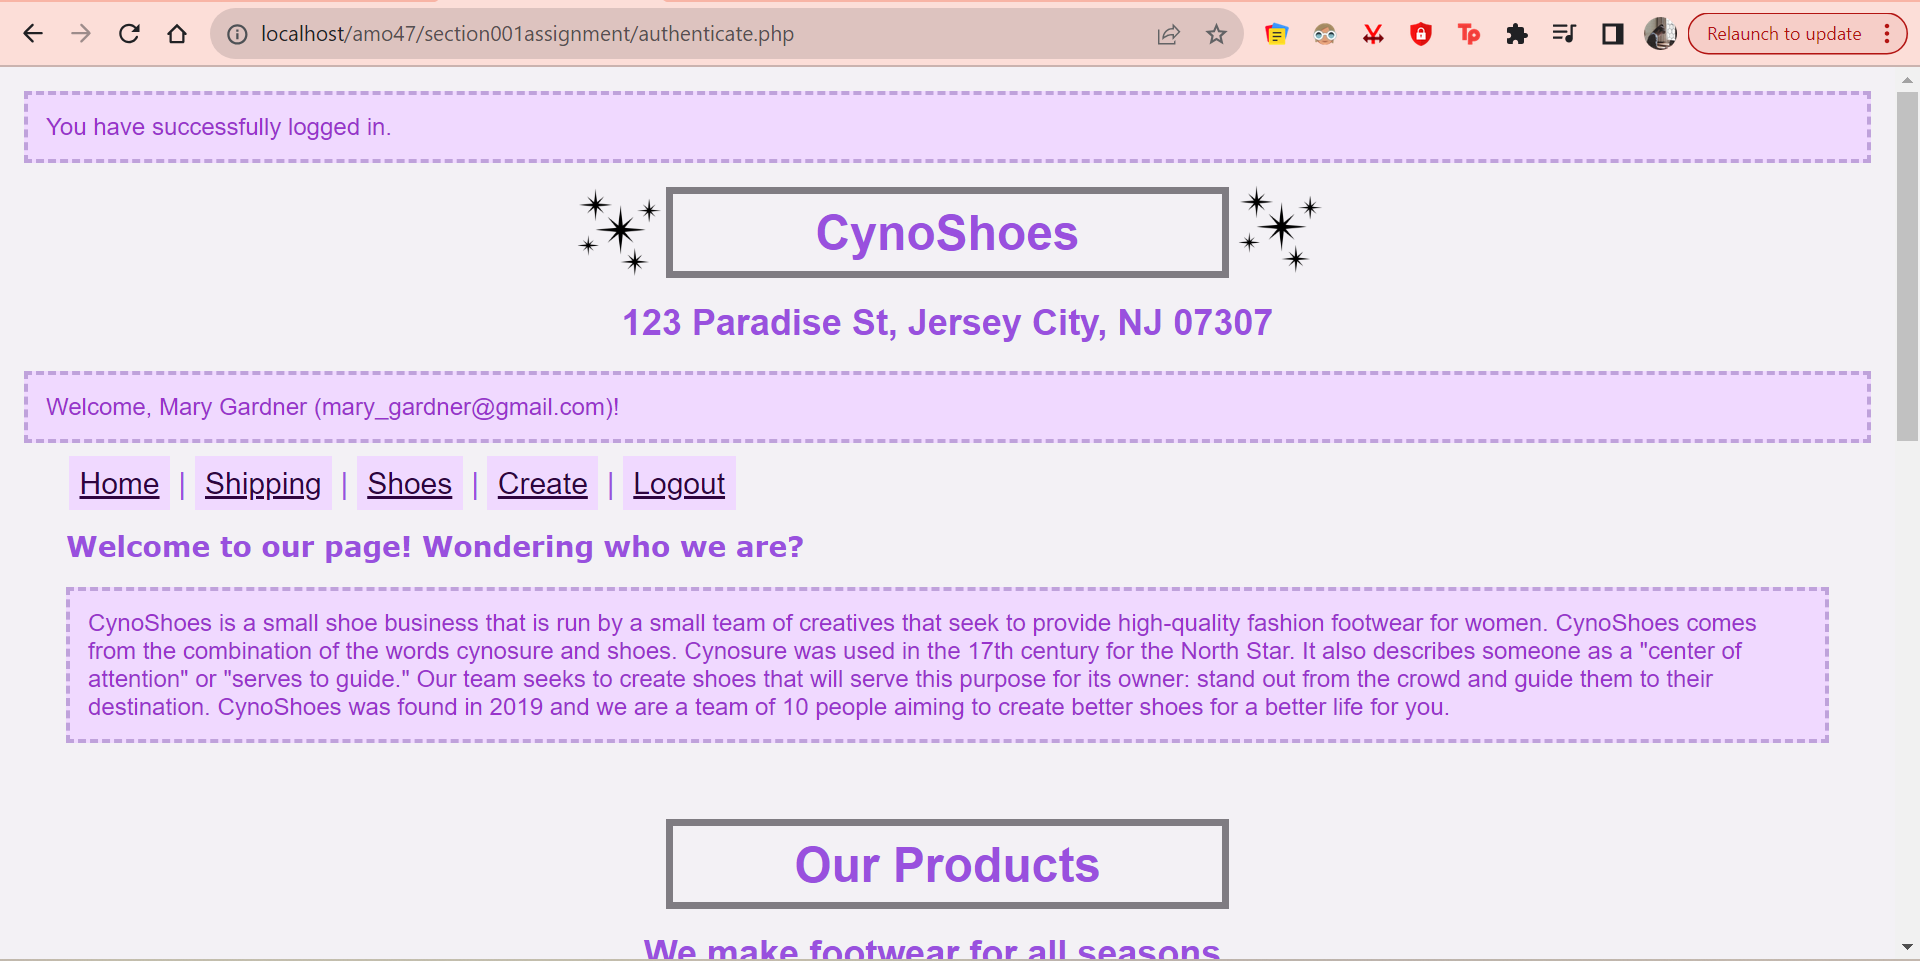 localhost/amo47/section001assignment/authenticate.php
Relaunch to update
You have successfully logged in.
CynoShoes
123 Paradise St, Jersey City, NJ 07307
Welcome, Mary Gardner (mary_gardner@gmail.com)!
Home | Shipping | Shoes | Create | Logout
Welcome to our page! Wondering who we are?
CynoShoes is a small shoe business that is run by a small team of creatives that seek to provide high-quality fashion footwear for women. CynoShoes comes
from the combination of the words cynosure and shoes. Cynosure was used in the 17th century for the North Star. It also describes someone as a "center of
attention" or "serves to guide." Our team seeks to create shoes that will serve this purpose for its owner: stand out from the crowd and guide them to their
destination. CynoShoes was found in 2019 and we are a team of 10 people aiming to create better shoes for a better life for you.
Our Products
We make footwear for all seasons